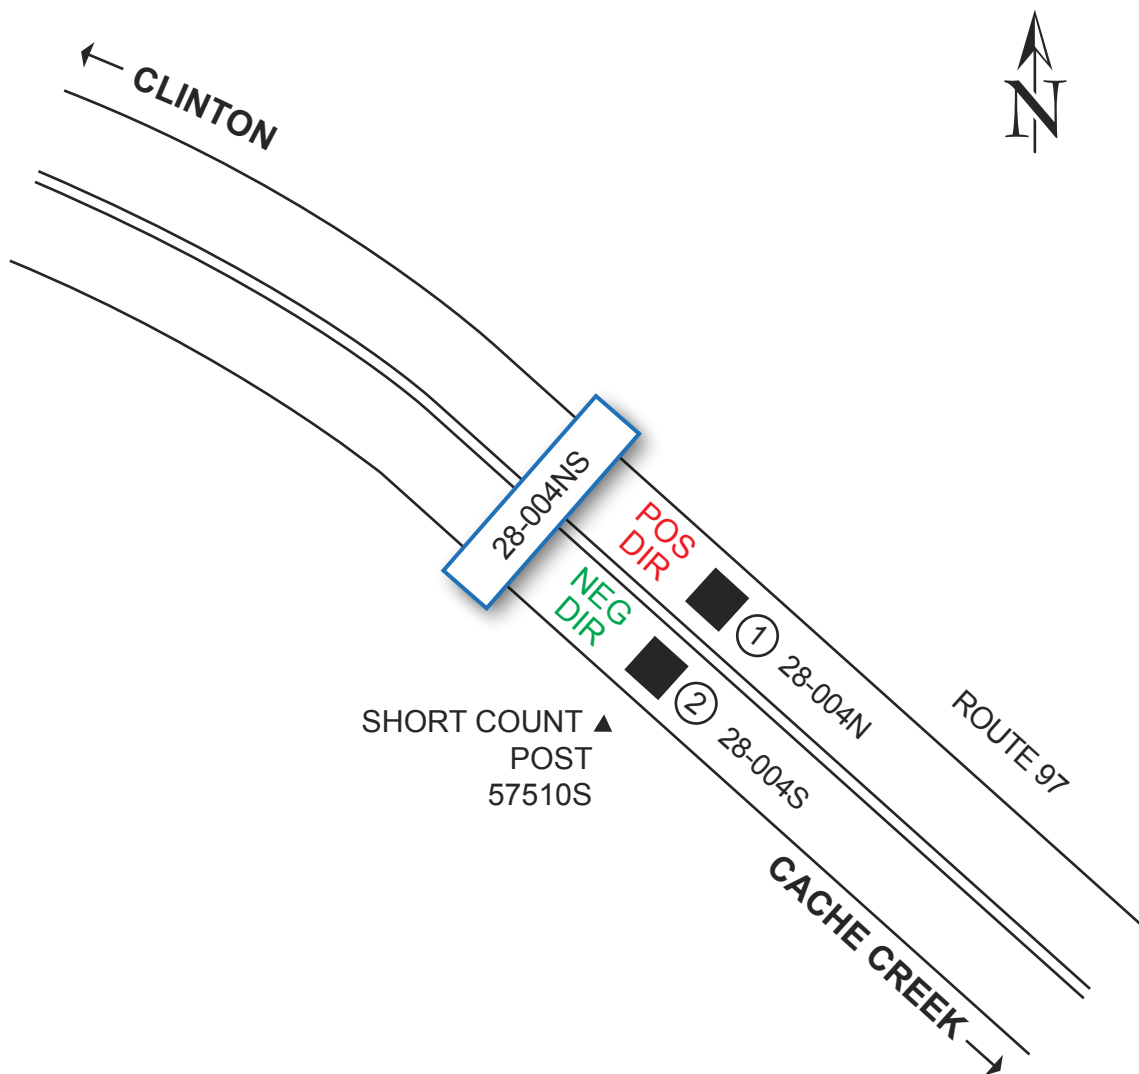 CLINTON
N
28-004NS
POS
DIR
NEG
DIR
1
28-004N
2
28-004S
ROUTE 97
SHORT COUNT ▲
POST
57510S
CACHE CREEK